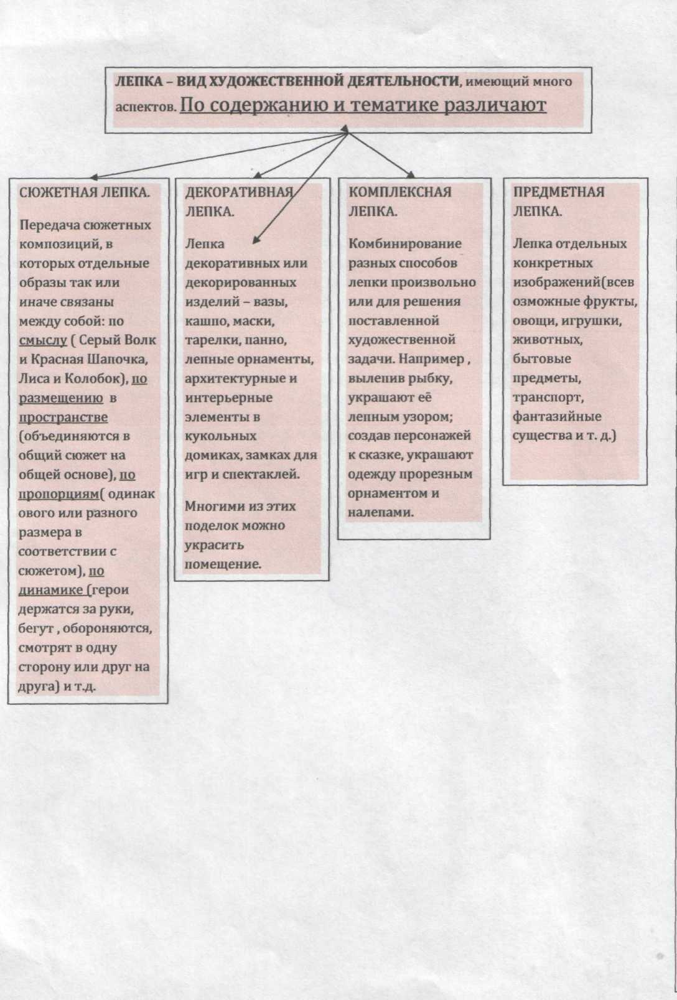 ЛЕПКА – ВИД ХУДОЖЕСТВЕННОЙ ДЕЯТЕЛЬНОСТИ, имеющий много
аспектов. По содержанию и тематике различают
СЮЖЕТНАЯ ЛЕПКА.
Передача сюжетных
композиций, в
которых отдельные
образы так или
иначе связаны
между собой: по
смыслу ( Серый Волк
и Красная Шапочка,
Лиса и Колобок), по
размещению в
пространстве
(объединяются в
общий сюжет на
общей основе), по
пропорциям( одинак
ового или разного
размера в
соответствии с
сюжетом), по
динамике (герои
держатся за руки,
бегут , обороняются,
смотрят в одну
сторону или друг на
друга) и т.д.
ДЕКОРАТИВНАЯ
ЛЕПКА.
Лепка
декоративных или
декорированных
изделий – вазы,
кашпо, маски,
тарелки, панно,
лепные орнаменты,
архитектурные и
интерьерные
элементы в
кукольных
домиках, замках для
игр и спектаклей.
Многими из этих
поделок можно
украсить
помещение.
КОМПЛЕКСНАЯ
ЛЕПКА.
Комбинирование
разных способов
лепки произвольно
или для решения
поставленной
художественной
задачи. Например ,
вылепив рыбку,
украшают её
лепным узором;
создав персонажей
к сказке, украшают
одежду прорезным
орнаментом и
налепами.
ПРЕДМЕТНАЯ
ЛЕПКА.
Лепка отдельных
конкретных
изображений(всев
озможные фрукты,
овощи, игрушки,
животных,
бытовые
предметы,
транспорт,
фантазийные
существа и т. д.)